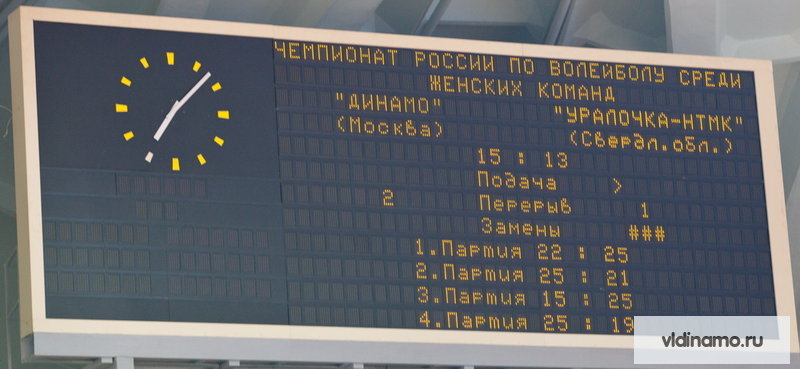 ЧЕМПИОНАТ РОССИИ ПО ВОЛЕЙБОЛУ СРЕДИ
ЖЕНСКИХ КОМАНД
"ДИНАМО" "УРАЛОЧКА-НТМК"
(Москва) (Свердл.обл.)
15 : 13
Подача >
2 Перерыв 1
Замены ###
1.Партия 22 : 25
2.Партия 25 : 21
3.Партия 15 : 25
4.Партия 25 : 19
vldinamo.ru